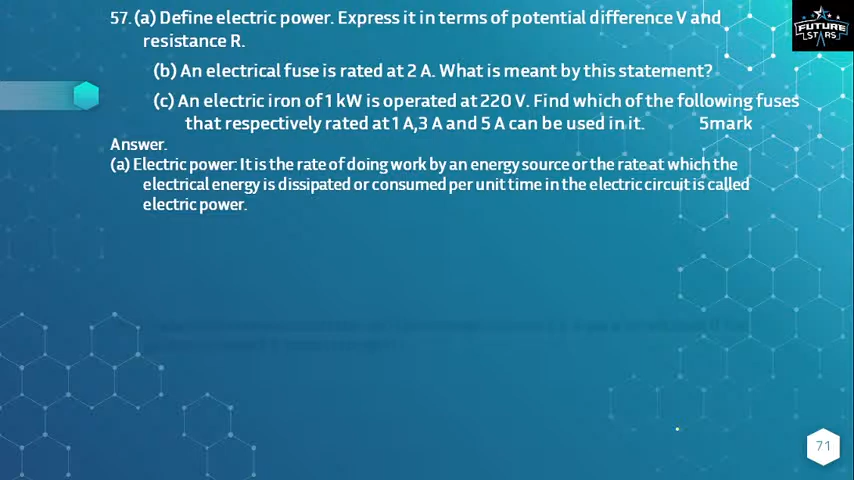 57. (a) Define electric power. Express it in terms of potential difference V and
resistance R.
(b) An electrical fuse is rated at 2 A. What is meant by this statement?
(c) An electric iron of 1 kW is operated at 220 V. Find which of the following fuses
that respectively rated at 1 A,3 A and 5 A can be used in it. 5mark
Answer.
(a) Electric power: It is the rate of doing work by an energy source or the rate at which the
electrical energy is dissipated or consumed per unit time in the electric circuit is called
electric power.
FUTURE
STARS
71